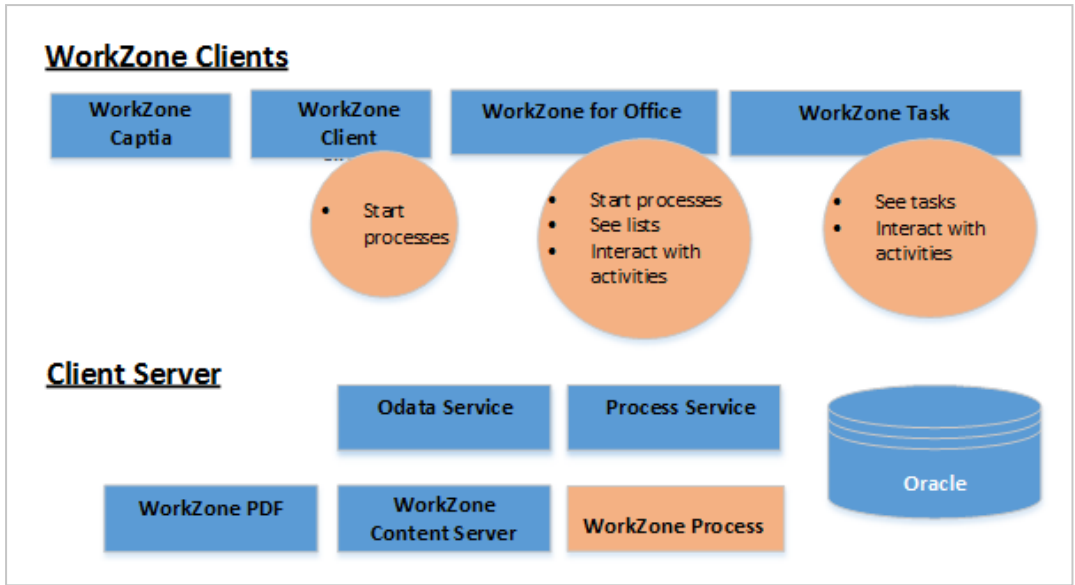 WorkZone Clients
WorkZone
Captia
WorkZone
Client
WorkZone for Office
WorkZone Task
• Start
processes
• Start processes
• See lists
• Interact with
activities
• See tasks
• Interact with
activities
Client Server
Odata Service
Process Service
Oracle
WorkZone PDF
WorkZone
Content Server
WorkZone Process